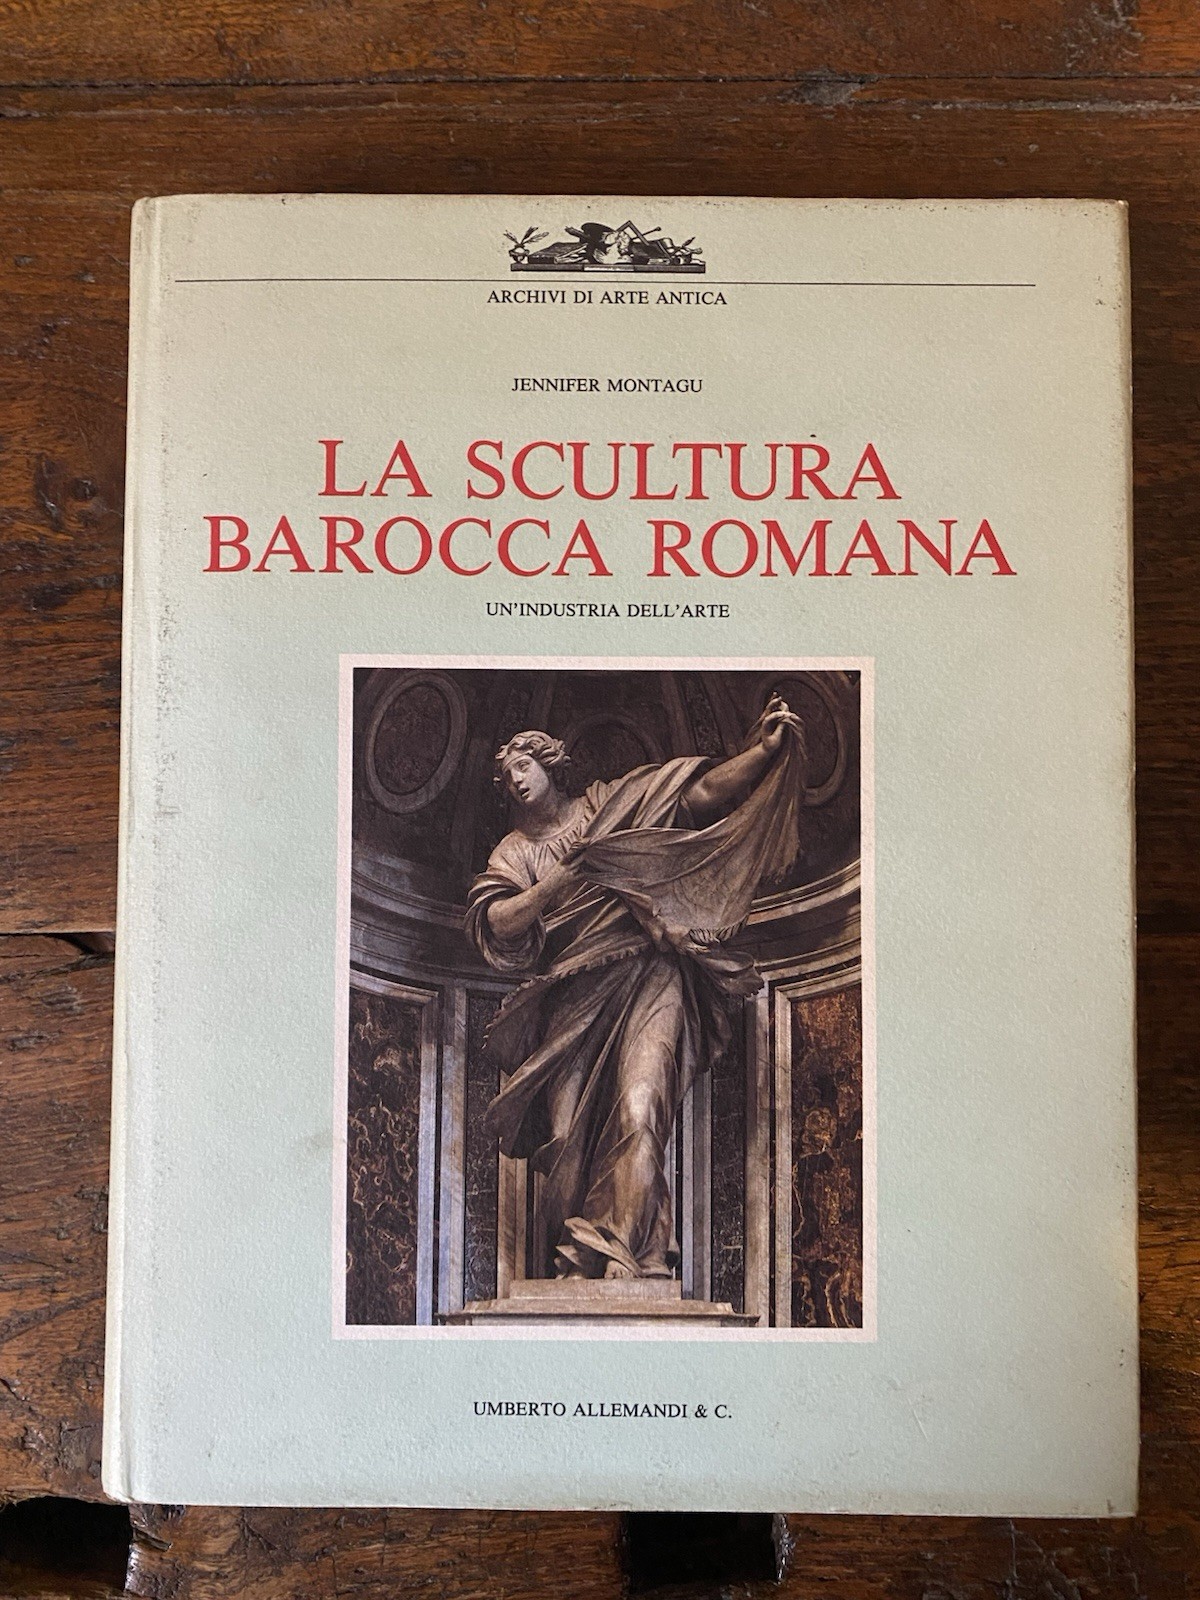 ARCHIVI DI ARTE ANTICA
JENNIFER MONTAGU
LA SCULTURA
BAROCCA ROMANA
UN'INDUSTRIA DELL'ARTE
UMBERTO ALLEMANDI & C.